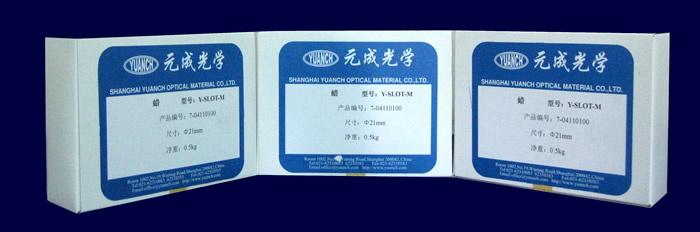 YUANCH 元成光学
SHANGHAI YUANCH OPTICAL MATERIAL CO.,LTD.
蜡 型号: Y-SLOT-M
产品编号: 7-04110100
尺寸: Φ21mm
净重: 0.5kg
YUANCH 元成光学
SHANGHAI YUANCH OPTICAL MATERIAL CO.,LTD.
蜡 型号: Y-SLOT-M
产品编号: 7-04110100
尺寸: Φ21mm
净重: 0.5kg
YUANCH 元成光学
SHANGHAI YUANCH OPTICAL MATERIAL CO.,LTD.
蜡 型号: Y-SLOT-M
产品编号: 7-04110100
尺寸: Φ21mm
净重: 0.5kg